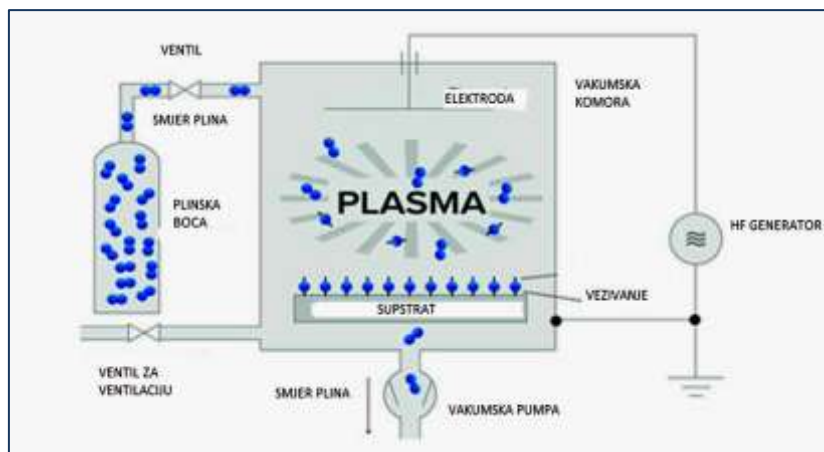 VENTIL
SMJER PLINA
PLINSKA
BOCA
VENTIL ZA
VENTILACIJU
ELEKTRODA
VAKUMSKA
KOMORA
PLASMA
HF GENERATOR
VEZIVANJE
SUPSTRAT
SMJER PLINA
VAKUMSKA PUMPA